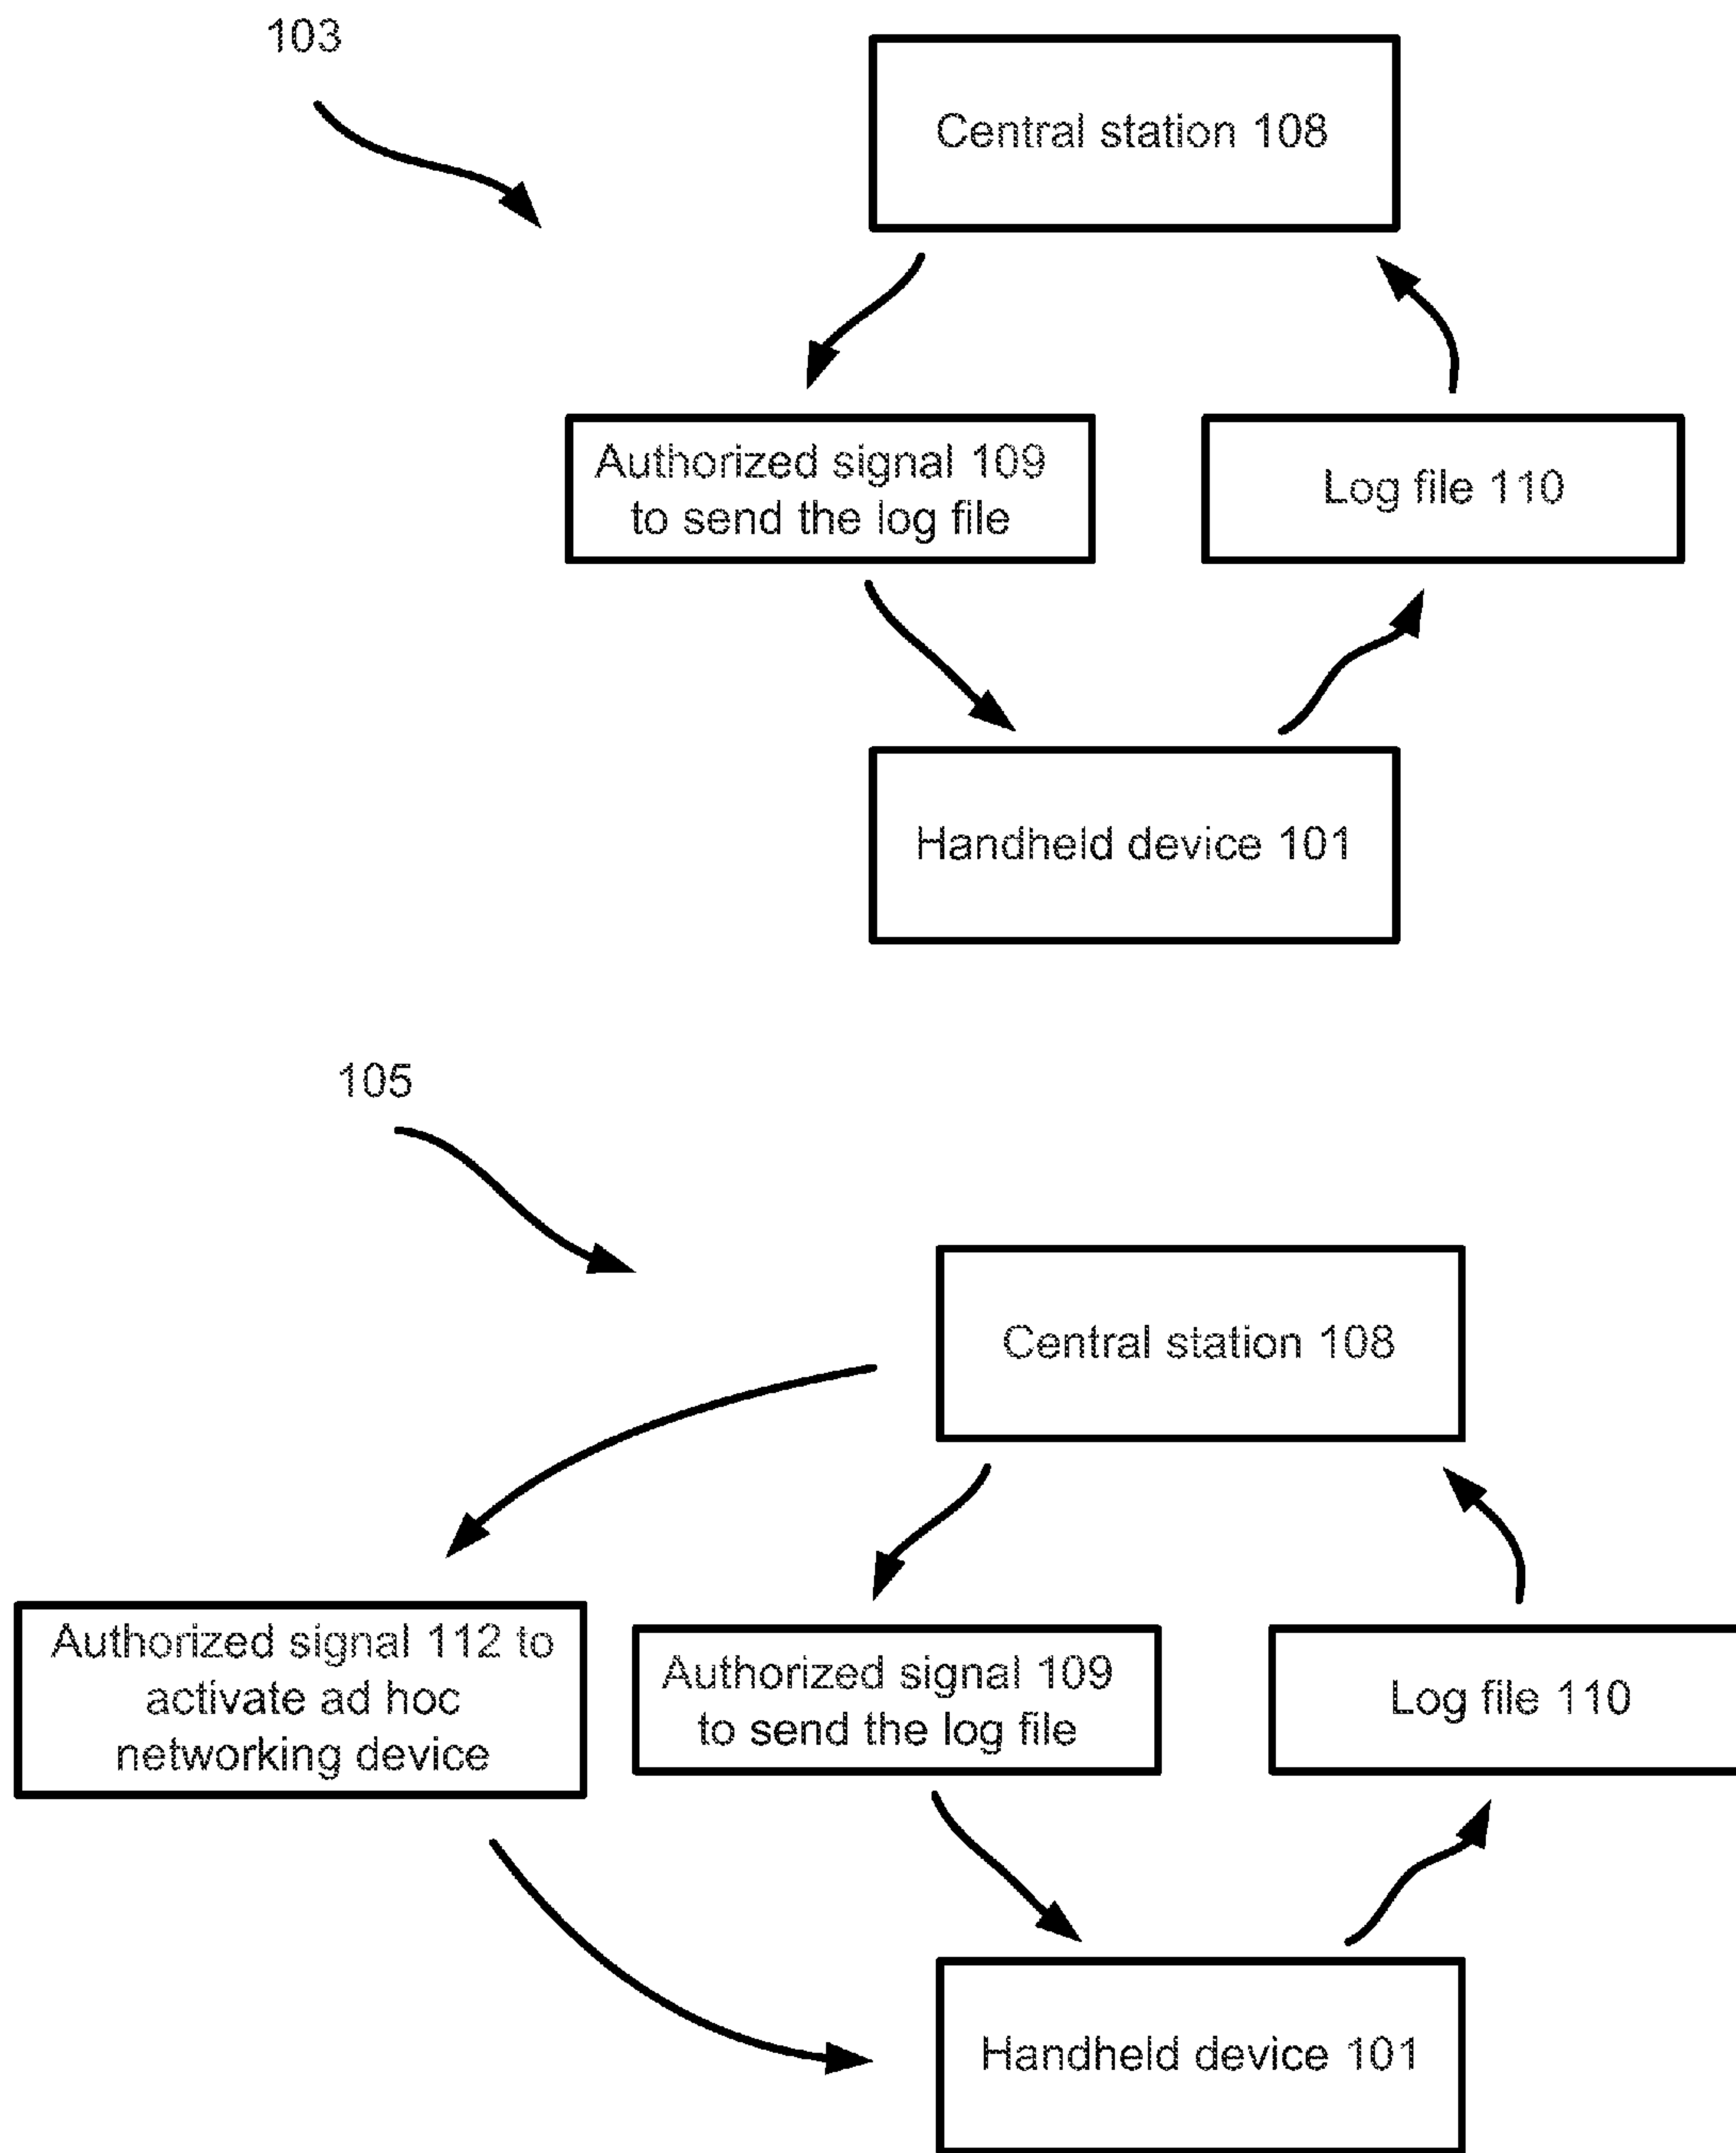 103
Central station 108
Authorized signal 109
to send the log file
Log file 110
Handheld device 101
105
Central station 108
Authorized signal 112 to
activate ad hoc
networking device
Authorized signal 109
to send the log file
Log file 110
Handheld device 101